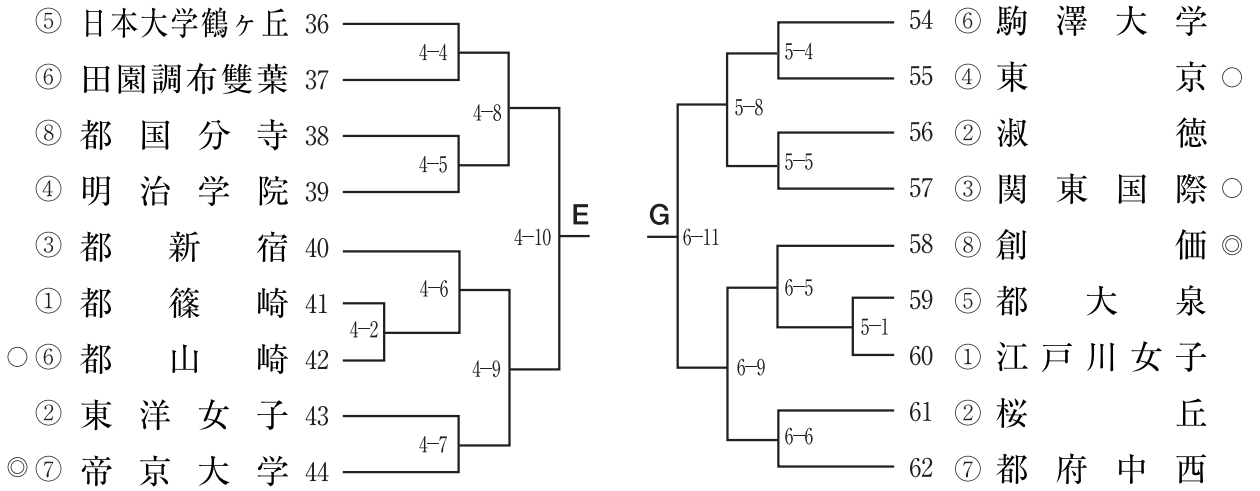 ⑤ 日本大学鶴ヶ丘 36
⑥ 田園調布雙葉 37
⑧ 都国分寺 38
④ 明治学院 39
③ 都新宿 40
① 都篠崎 41
○ ⑥ 都山崎 42
② 東洋女子 43
◎ ⑦ 帝京大学 44
4-4
4-8
4-5
4-10
E
4-6
4-2
4-9
4-7
54 ⑥ 駒澤大学
55 ④ 東京 ○
56 ② 淑徳
57 ③ 関東国際 ○
58 ⑧ 創価 ◎
59 ⑤ 都大泉
60 ① 江戸川女子
61 ② 桜丘
62 ⑦ 都府中西
5-4
5-8
5-5
G
6-11
6-5
5-1
6-9
6-6